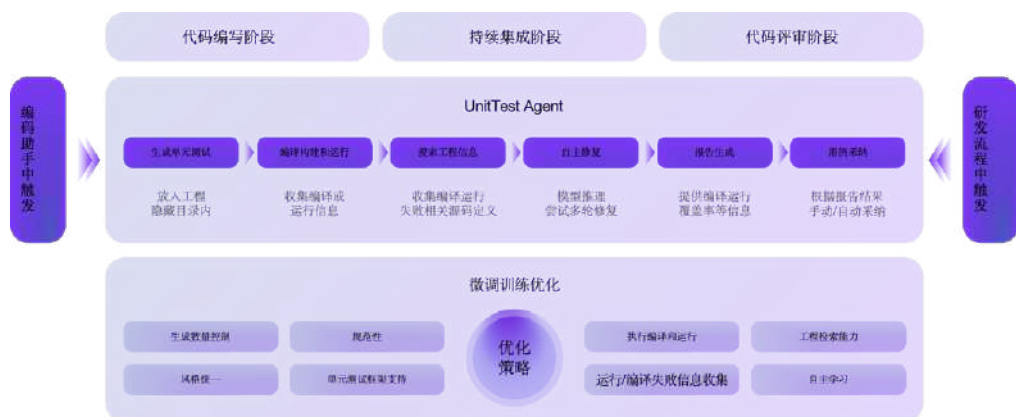 代码编写阶段
持续集成阶段
代码评审阶段
编码助手中触发
UnitTest Agent
生成单元测试
编译构建和运行
搜索工程信息
自主修复
报告生成
用例采纳
放入工程
隐藏目录内
收集编译或
运行信息
收集编译运行
失败相关源码定义
模型推理
尝试多轮修复
提供编译运行
覆盖率等信息
根据报告结果
手动/自动采纳
研发流程中触发
微调训练优化
生成数量控制
规范性
风格统一
单元测试框架支持
优化
策略
执行编译和运行
工程检索能力
运行/编译失败信息收集
自主学习